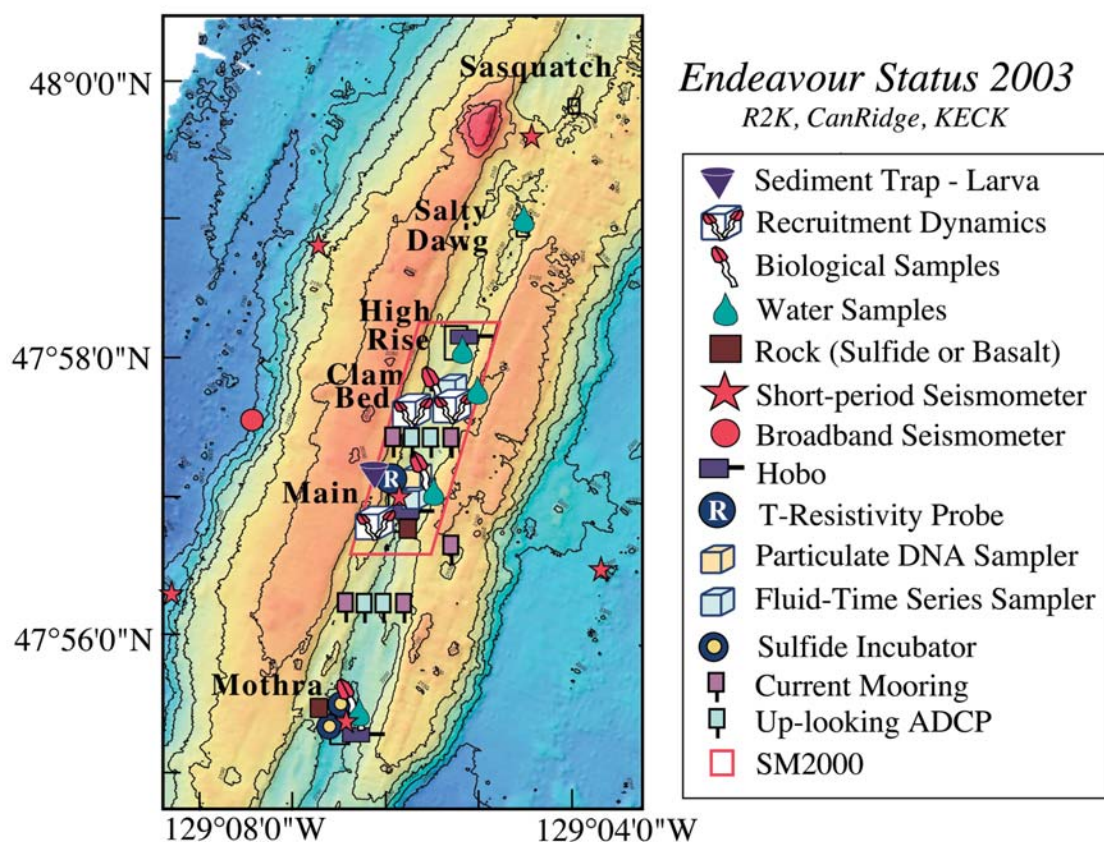 Endeavour Status 2003
R2K, CanRidge, KECK
48°0'0"N
47°58'0"N
47°56'0"N
129°08'0"W
129°04'0"W
Sasquatch
Salty
Dawg
High
Rise
Clam
Bed
Main
R
Mothra
Sediment Trap - Larva
Recruitment Dynamics
Biological Samples
Water Samples
Rock (Sulfide or Basalt)
Short-period Seismometer
Broadband Seismometer
Hobo
R
T-Resistivity Probe
Particulate DNA Sampler
Fluid-Time Series Sampler
Sulfide Incubator
Current Mooring
Up-looking ADCP
SM2000